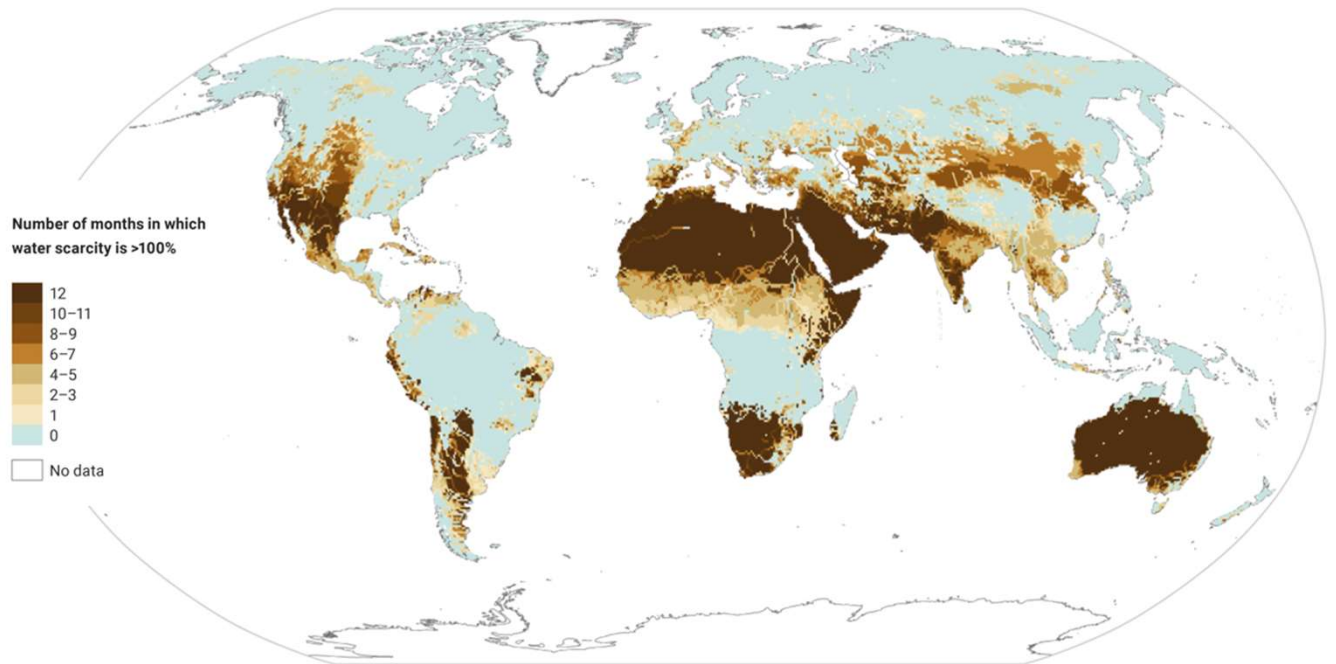 Number of months in which
water scarcity is >100%
12
10–11
8–9
6–7
4–5
2–3
1
0
No data